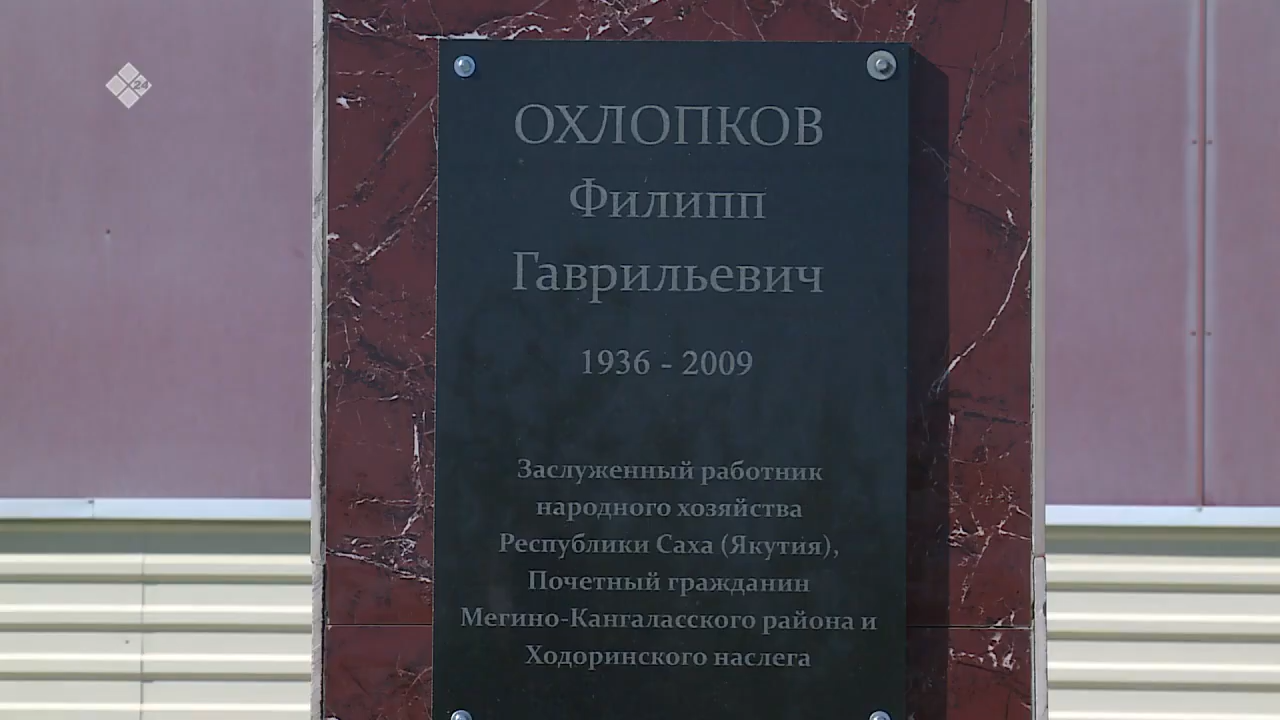 Я24
ОХЛОПКОВ
Филипп
Гаврильевич
1936 - 2009
Заслуженный работник
народного хозяйства
Республики Саха (Якутия),
Почетный гражданин
Мегино-Кангаласского района и
Ходоринского наслега